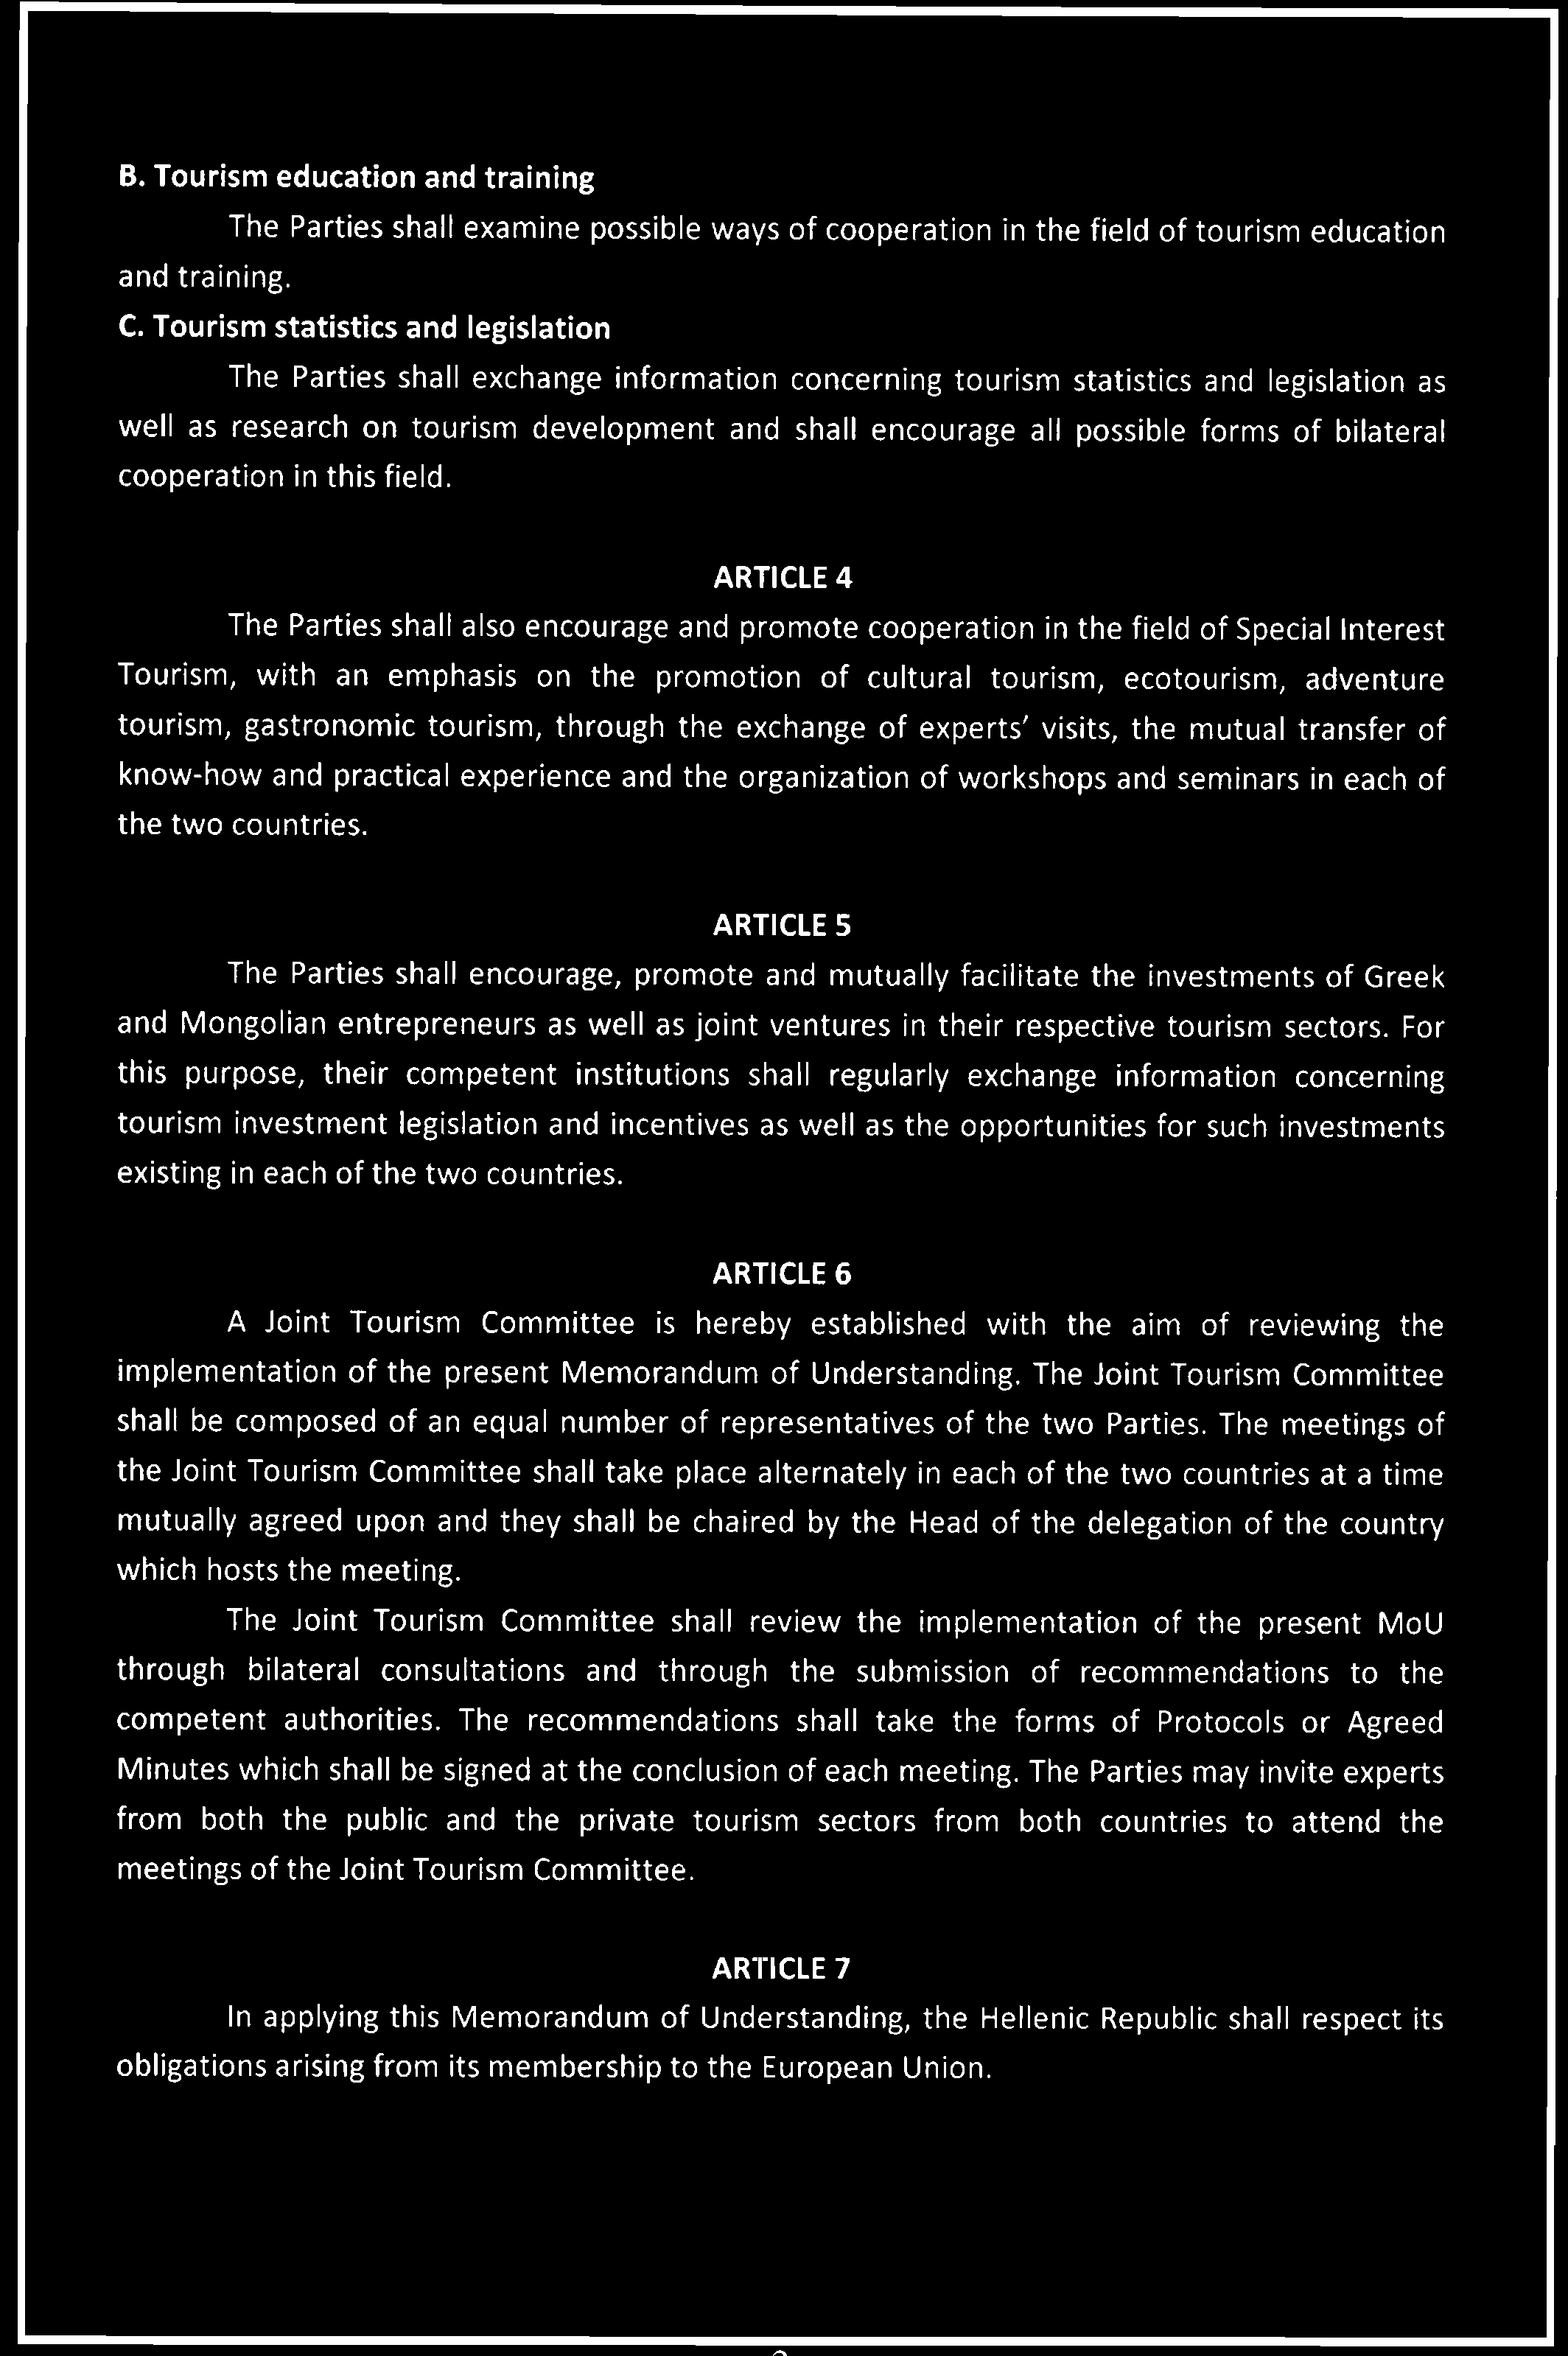 B. Tourism education and training
The Parties shall examine possible ways of cooperation in the field of tourism education
and training.
C. Tourism statistics and legislation
The Parties shall exchange information concerning tourism statistics and legislation as
well as research on tourism development and shall encourage all possible forms of bilateral
cooperation in this field.
ARTICLE 4
The Parties shall also encourage and promote cooperation in the field of Special Interest
Tourism, with an emphasis on the promotion of cultural tourism, ecotourism, adventure
tourism, gastronomic tourism, through the exchange of experts' visits, the mutual transfer of
know-how and practical experience and the organization of workshops and seminars in each of
the two countries.
ARTICLE 5
The Parties shall encourage, promote and mutually facilitate the investments of Greek
and Mongolian entrepreneurs as well as joint ventures in their respective tourism sectors. For
this purpose, their competent institutions shall regularly exchange information concerning
tourism investment legislation and incentives as well as the opportunities for such investments
existing in each of the two countries.
ARTICLE 6
A Joint Tourism Committee is hereby established with the aim of reviewing the
implementation of the present Memorandum of Understanding. The Joint Tourism Committee
shall be composed of an equal number of representatives of the two Parties. The meetings of
the Joint Tourism Committee shall take place alternately in each of the two countries at a time
mutually agreed upon and they shall be chaired by the Head of the delegation of the country
which hosts the meeting.
The Joint Tourism Committee shall review the implementation of the present MoU
through bilateral consultations and through the submission of recommendations to the
competent authorities. The recommendations shall take the forms of Protocols or Agreed
Minutes which shall be signed at the conclusion of each meeting. The Parties may invite experts
from both the public and the private tourism sectors from both countries to attend the
meetings of the Joint Tourism Committee.
ARTICLE 7
In applying this Memorandum of Understanding, the Hellenic Republic shall respect its
obligations arising from its membership to the European Union.